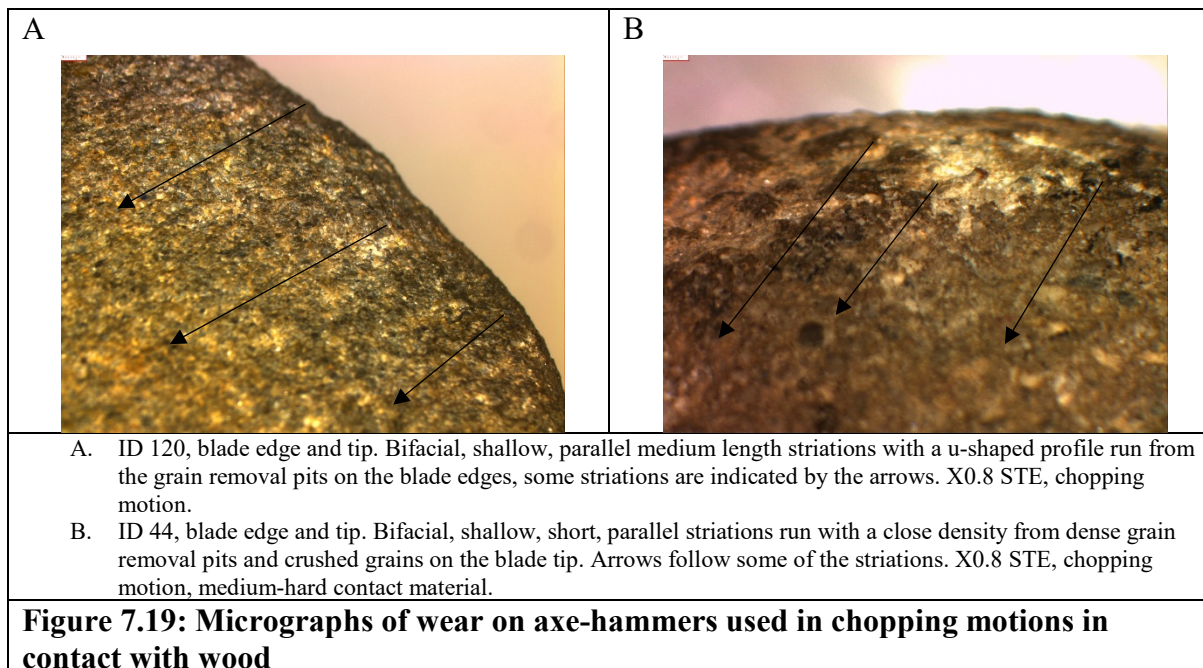 A
B
A. ID 120, blade edge and tip. Bifacial, shallow, parallel medium length striations with a u-shaped profile run from
the grain removal pits on the blade edges, some striations are indicated by the arrows. X0.8 STE, chopping
motion.
B. ID 44, blade edge and tip. Bifacial, shallow, short, parallel striations run with a close density from dense grain
removal pits and crushed grains on the blade tip. Arrows follow some of the striations. X0.8 STE, chopping
motion, medium-hard contact material.
Figure 7.19: Micrographs of wear on axe-hammers used in chopping motions in
contact with wood